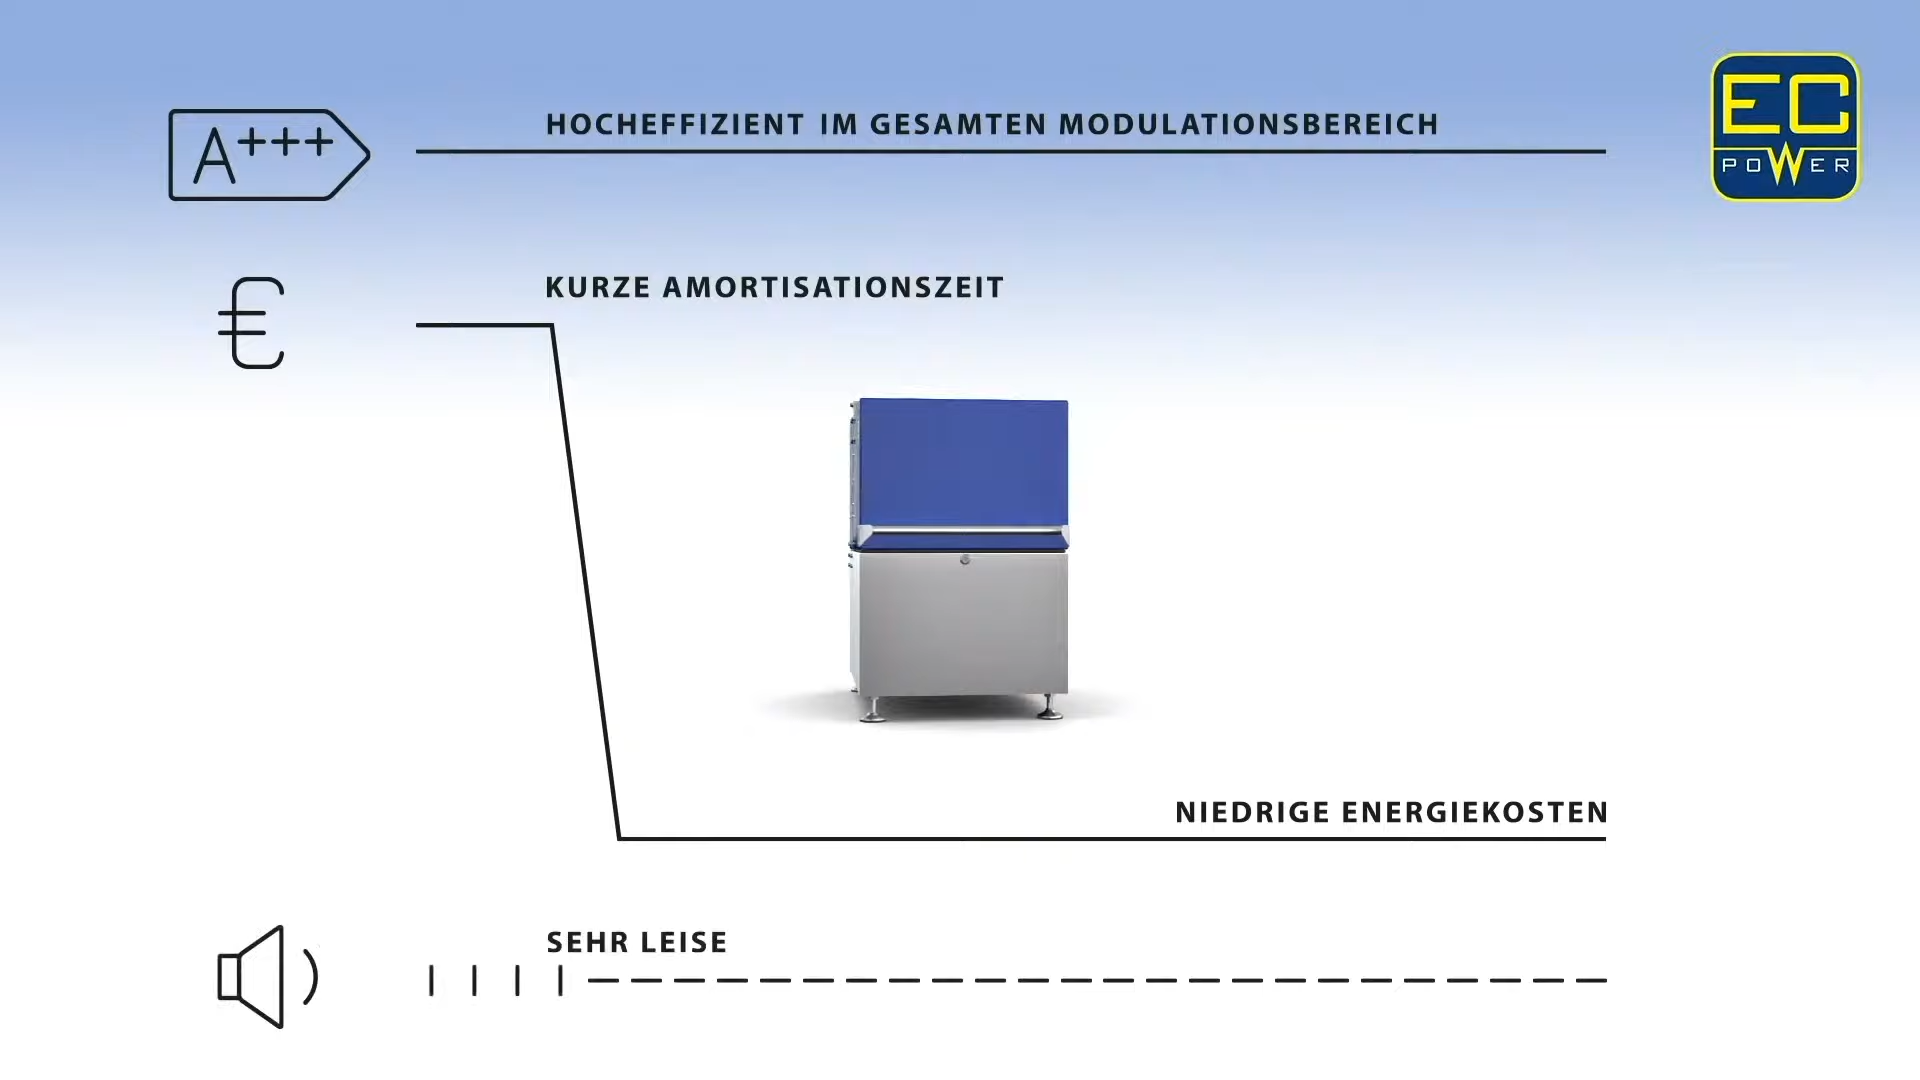 A+++
HOCHEFFIZIENT IM GESAMTEN MODULATIONSBEREICH
EC
POWER
KURZE AMORTISATIONSZEIT
€
NIEDRIGE ENERGIEKOSTEN
SEHR LEISE